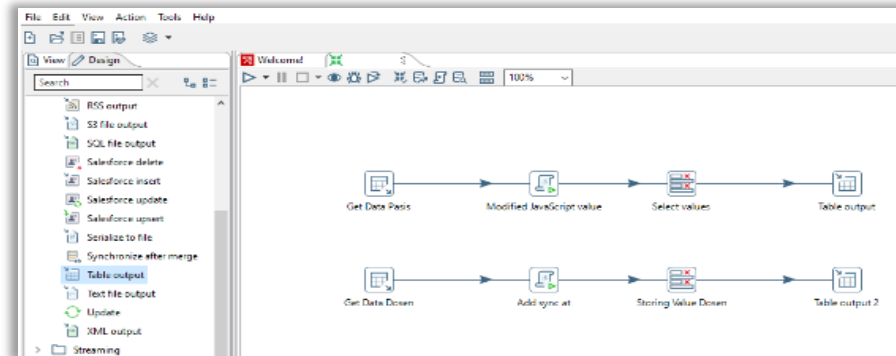 File Edit View Action Tools Help
View Design
Welcome!
Search
100%
RSS output
S3 file output
SQL file output
Salesforce delete
Salesforce insert
Salesforce update
Salesforce upsert
Serialize to file
Synchronize after merge
Table output
Text file output
Update
XML output
Streaming
Get Data Pasis
Modified JavaScript value
Select values
Table output
Get Data Dosen
Add sync at
Storing Value Dosen
Table output 2